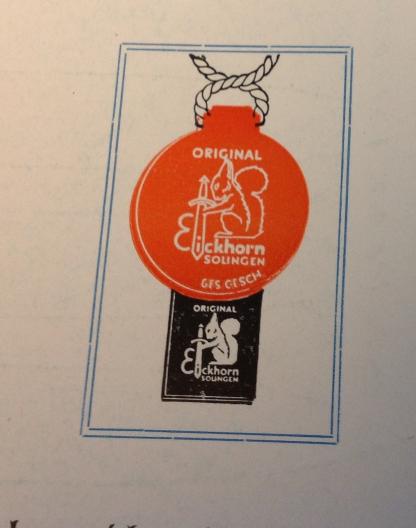 ORIGINAL
Eickhorn
SOLINGEN
GES. GESCH.
ORIGINAL
Eickhorn
SOLINGEN